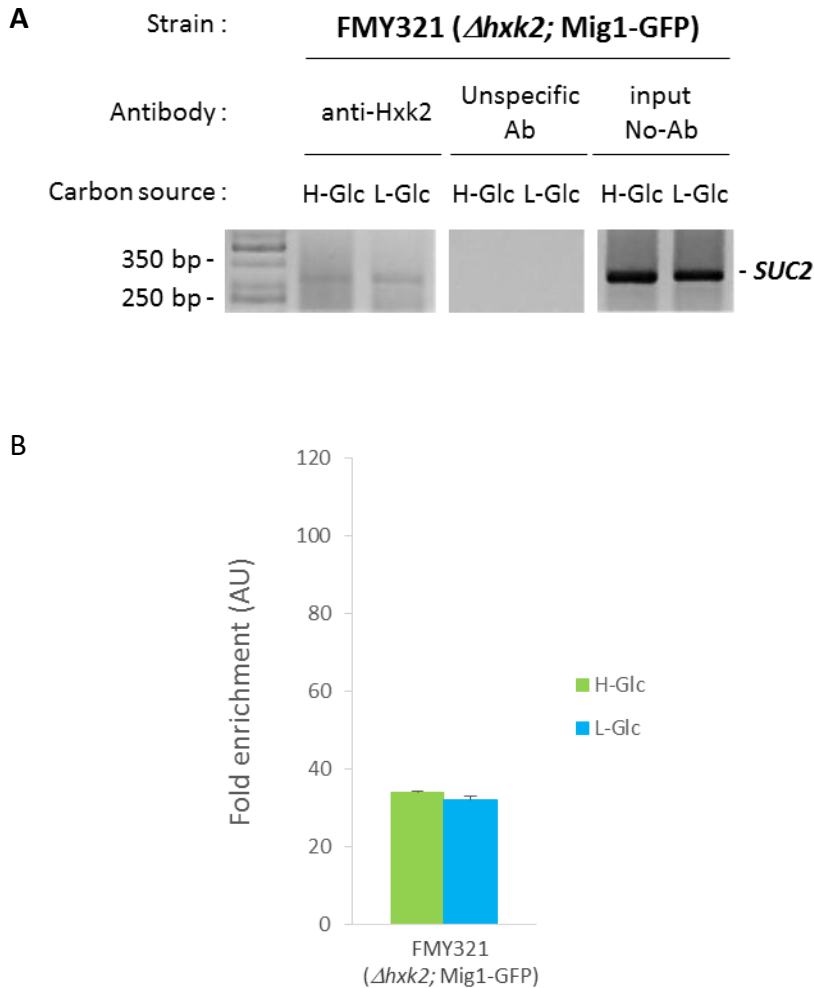 A
Strain :
FMY321 (Δhxk2; Mig1-GFP)
Antibody :
anti-Hxk2
Unspecific
Ab
input
No-Ab
Carbon source :
H-Glc L-Glc
H-Glc L-Glc
H-Glc L-Glc
350 bp -
250 bp -
- SUC2
B
Fold enrichment (AU)
120
100
80
60
40
20
0
H-Glc
L-Glc
FMY321
(Δhxk2; Mig1-GFP)